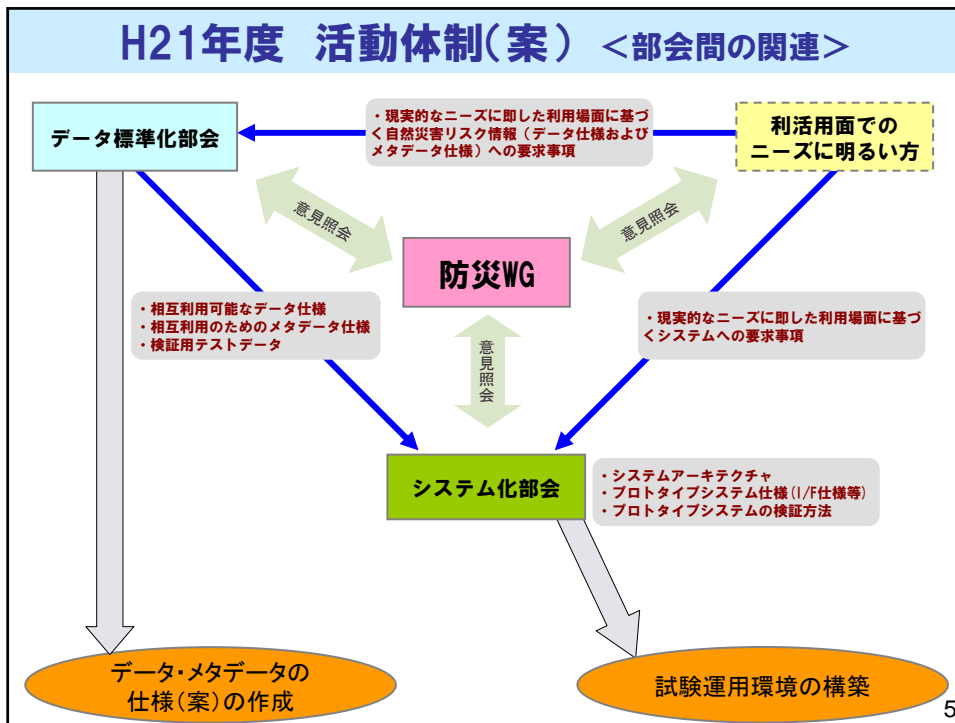 H21年度 活動体制(案) <部会間の関連>
データ標準化部会
・現実的なニーズに即した利用場面に基づ
く自然災害リスク情報(データ仕様および
メタデータ仕様)への要求事項
利活用面での
ニーズに明るい方
意見照会
意見照会
防災WG
・相互利用可能なデータ仕様
・相互利用のためのメタデータ仕様
・検証用テストデータ
・現実的なニーズに即した利用場面に基づ
くシステムへの要求事項
意見照会
システム化部会
・システムアーキテクチャ
・プロトタイプシステム仕様(I/F仕様等)
・プロトタイプシステムの検証方法
データ・メタデータの
仕様(案)の作成
試験運用環境の構築
5